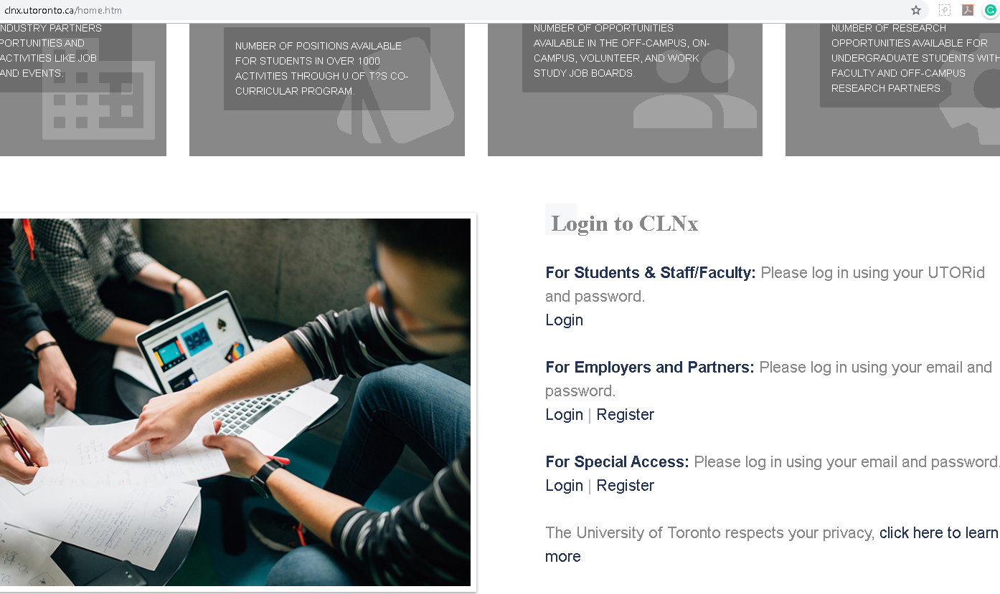 clnx.utoronto.ca/home.htm
NDUSTRY PARTNERS
PORTUNITIES AND
ACTIVITIES LIKE JOB
AND EVENTS.
NUMBER OF POSITIONS AVAILABLE
FOR STUDENTS IN OVER 1000
ACTIVITIES THROUGH U OF T?S CO-
CURRICULAR PROGRAM.
NUMBER OF OPPORTUNITIES
AVAILABLE IN THE OFF-CAMPUS, ON-
CAMPUS, VOLUNTEER, AND WORK
STUDY JOB BOARDS.
NUMBER OF RESEARCH
OPPORTUNITIES AVAILABLE FOR
UNDERGRADUATE STUDENTS WITH
FACULTY AND OFF-CAMPUS
RESEARCH PARTNERS.
Login to CLNx
For Students & Staff/Faculty: Please log in using your UTORid
and password.
Login
For Employers and Partners: Please log in using your email and
password.
Login | Register
For Special Access: Please log in using your email and password.
Login | Register
The University of Toronto respects your privacy, click here to learn
more